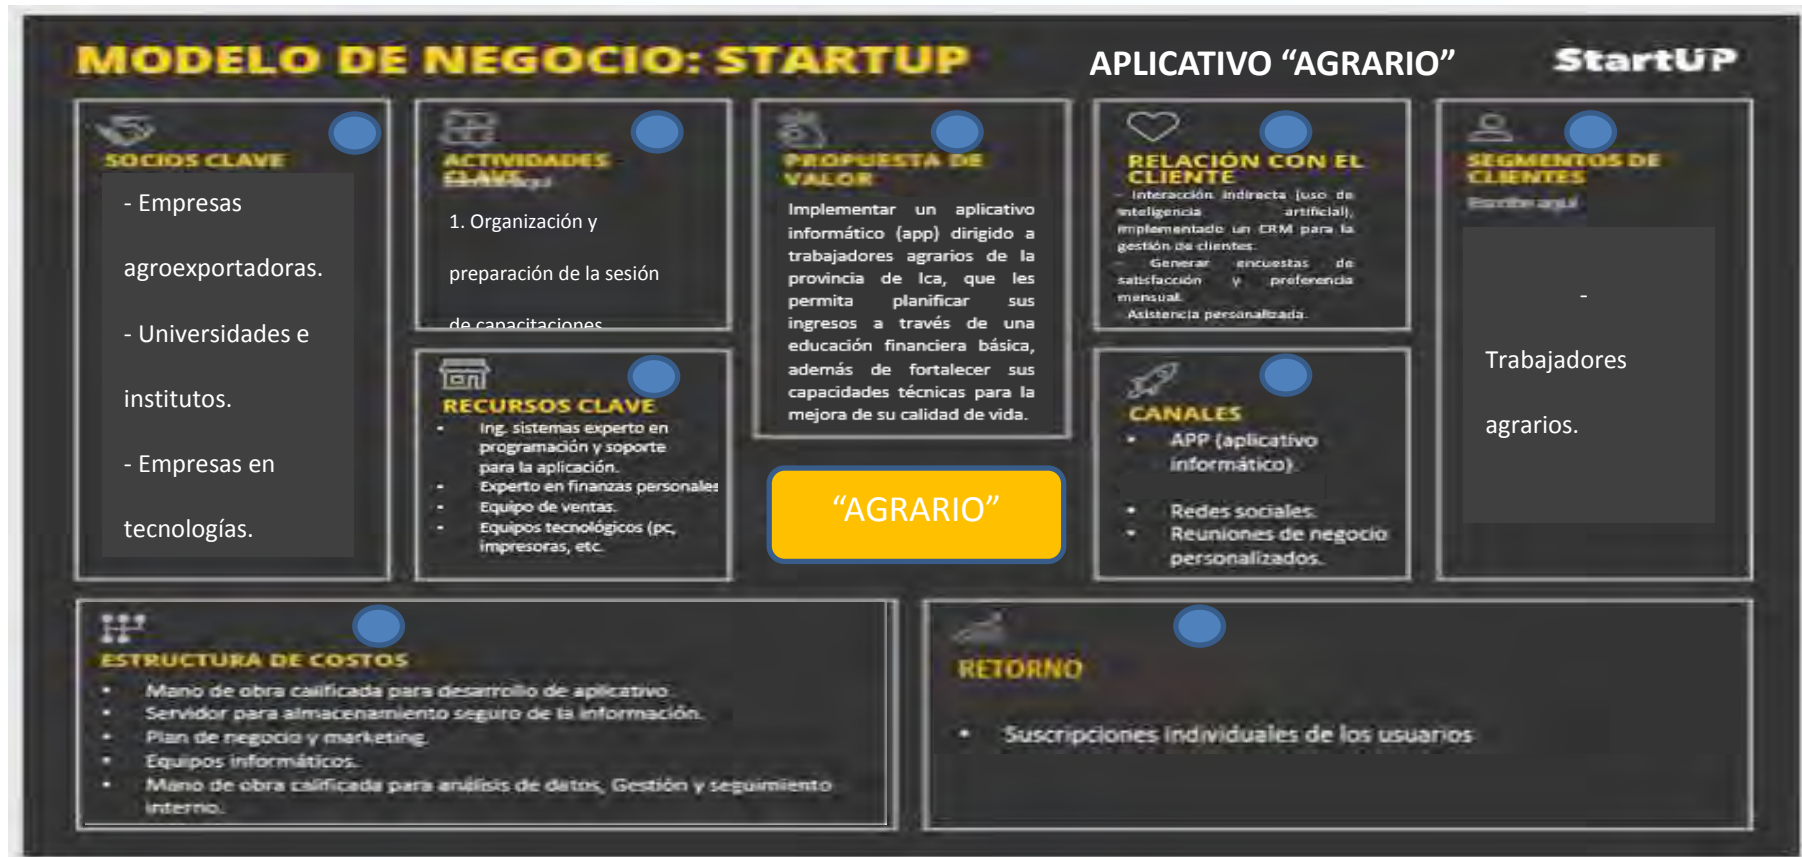 MODELO DE NEGOCIO: STARTUP
APLICATIVO “AGRARIO”
StartUP
SOCIOS CLAVE
- Empresas
agroexportadoras.
- Universidades e
institutos.
- Empresas en
tecnologías.
ACTIVIDADES
CLAVE
1. Organización y
preparación de la sesión
de capacitaciones
RECURSOS CLAVE
• Ing. sistemas experto en
programación y soporte
para la aplicación.
• Experto en finanzas personales
• Equipo de ventas.
• Equipos tecnológicos (pc,
impresoras, etc.
PROPUESTA DE
VALOR
Implementar un aplicativo
informático (app) dirigido a
trabajadores agrarios de la
provincia de Ica, que les
permita planificar sus
ingresos a través de una
educación financiera básica,
además de fortalecer sus
capacidades técnicas para la
mejora de su calidad de vida.
“AGRARIO”
RELACIÓN CON EL
CLIENTE
- Interacción indirecta (uso de
inteligencia artificial),
implementado un CRM para la
gestión de clientes.
- Generar encuestas de
satisfacción y preferencia
mensual.
- Asistencia personalizada.
CANALES
• APP (aplicativo
informático).
• Redes sociales.
• Reuniones de negocio
personalizados.
SEGMENTOS DE
CLIENTES
Escribe aquí
-
Trabajadores
agrarios.
ESTRUCTURA DE COSTOS
• Mano de obra calificada para desarrollo de aplicativo.
• Servidor para almacenamiento seguro de la información.
• Plan de negocio y marketing.
• Equipos informáticos.
• Mano de obra calificada para análisis de datos, Gestión y seguimiento
interno.
RETORNO
• Suscripciones individuales de los usuarios